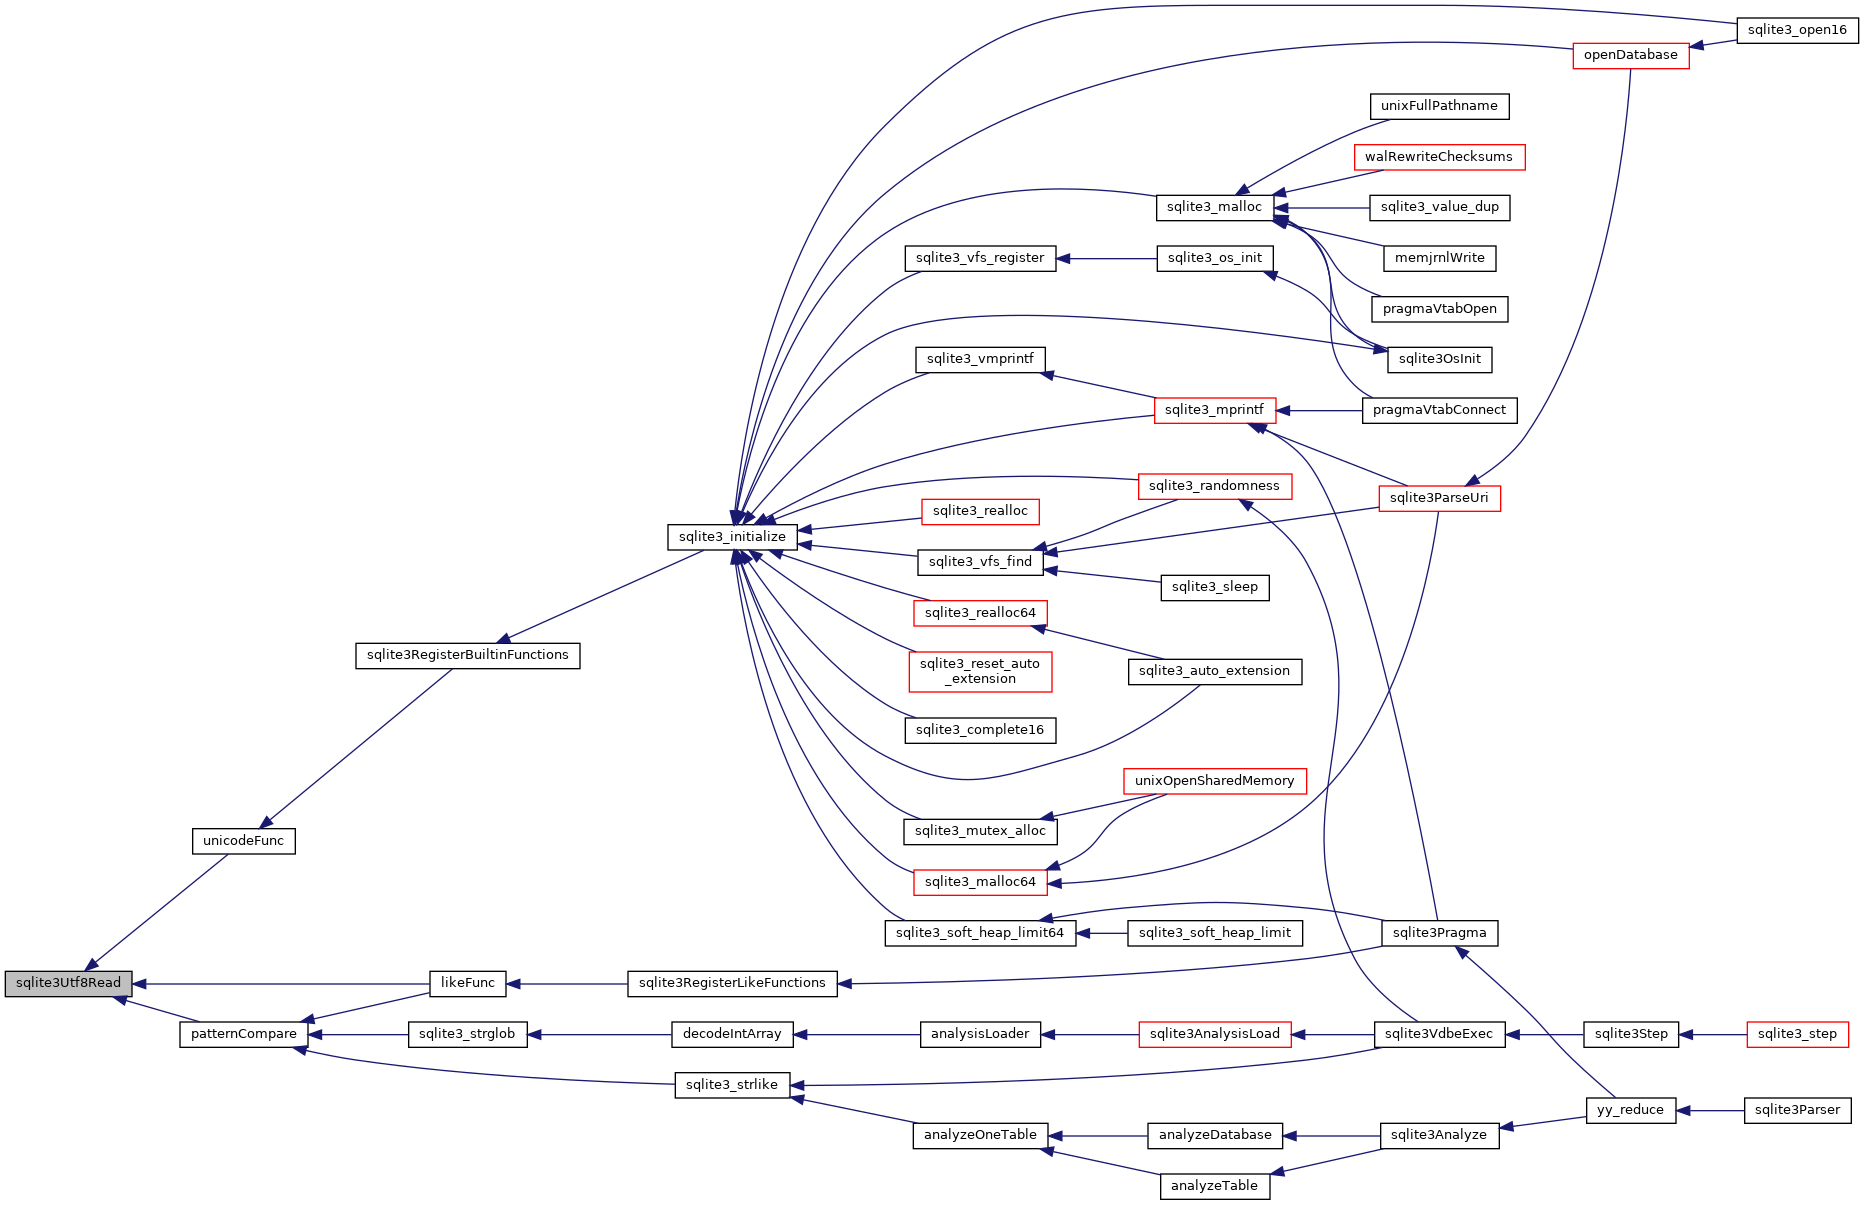 sqlite3_open16
openDatabase
unixFullPathname
walRewriteChecksums
sqlite3_malloc
sqlite3_value_dup
sqlite3_vfs_register
sqlite3_os_init
memjrnlWrite
pragmaVtabOpen
sqlite3_vmprintf
sqlite3OsInit
sqlite3_mprintf
pragmaVtabConnect
sqlite3_randomness
sqlite3ParseUri
sqlite3_realloc
sqlite3_initialize
sqlite3_vfs_find
sqlite3_sleep
sqlite3_realloc64
sqlite3RegisterBuiltinFunctions
sqlite3_reset_auto
_extension
sqlite3_auto_extension
sqlite3_complete16
unixOpenSharedMemory
unicodeFunc
sqlite3_mutex_alloc
sqlite3_malloc64
sqlite3_soft_heap_limit64
sqlite3_soft_heap_limit
sqlite3Pragma
sqlite3Utf8Read
likeFunc
sqlite3RegisterLikeFunctions
patternCompare
sqlite3_strglob
decodeIntArray
analysisLoader
sqlite3AnalysisLoad
sqlite3VdbeExec
sqlite3Step
sqlite3_step
sqlite3_strlike
yy_reduce
sqlite3Parser
analyzeOneTable
analyzeDatabase
sqlite3Analyze
analyzeTable